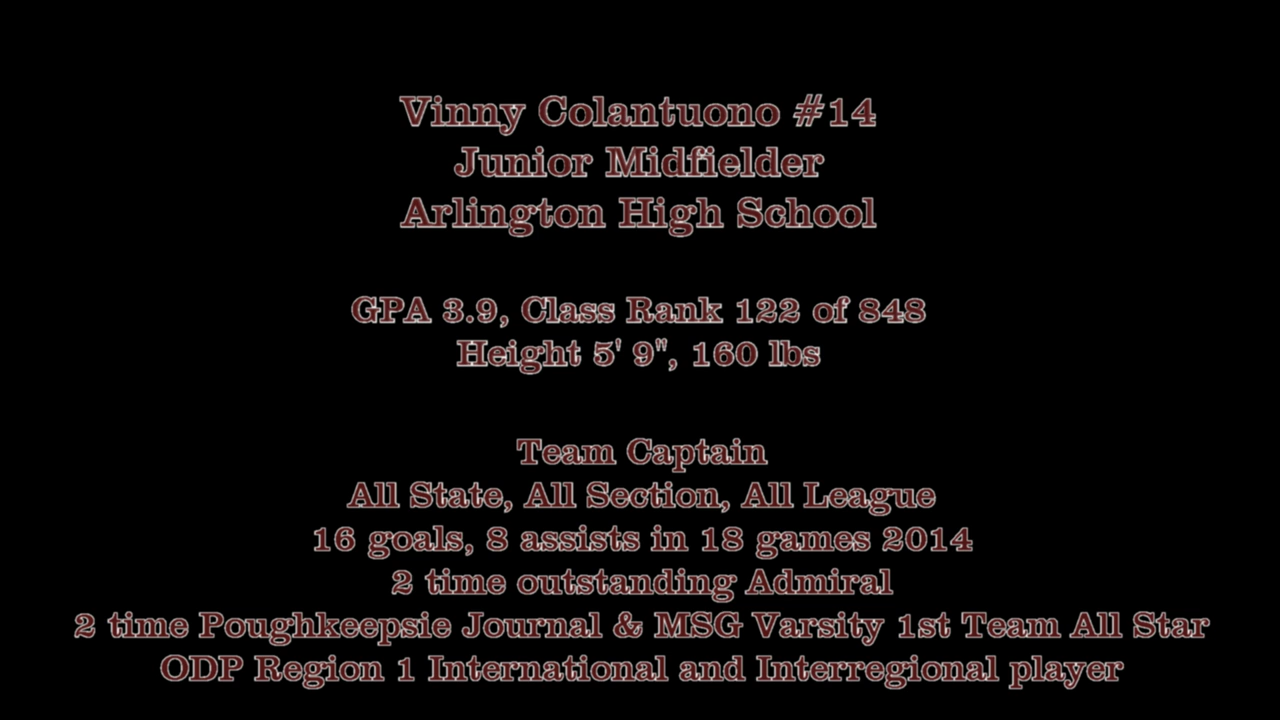 Vinny Colantuono #14
Junior Midfielder
Arlington High School
GPA 3.9, Class Rank 122 of 848
Height 5' 9", 160 lbs
Team Captain
All State, All Section, All League
16 goals, 8 assists in 18 games 2014
2 time outstanding Admiral
2 time Poughkeepsie Journal & MSG Varsity 1st Team All Star
ODP Region 1 International and Interregional player